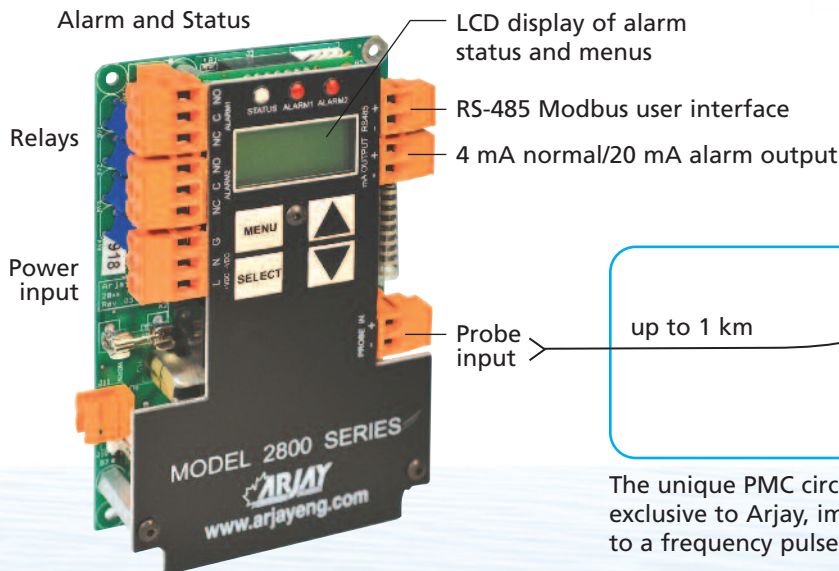 Alarm and Status
LCD display of alarm
status and menus
RS-485 Modbus user interface
4 mA normal/20 mA alarm output
Relays
Power
input
Probe
input
up to 1 km
The unique PMC circ
exclusive to Arjay, im
to a frequency pulse
STATUS ALARM1 ALARM2
NC C NO
ALARM1
NC C NO
ALARM2
L N G
+VDC -VDC
RS485
+
-
mA OUTPUT
+
-
MENU
SELECT
PROBE IN
+
-
918
MODEL 2800 SERIES
ARJAY
www.arjayeng.com